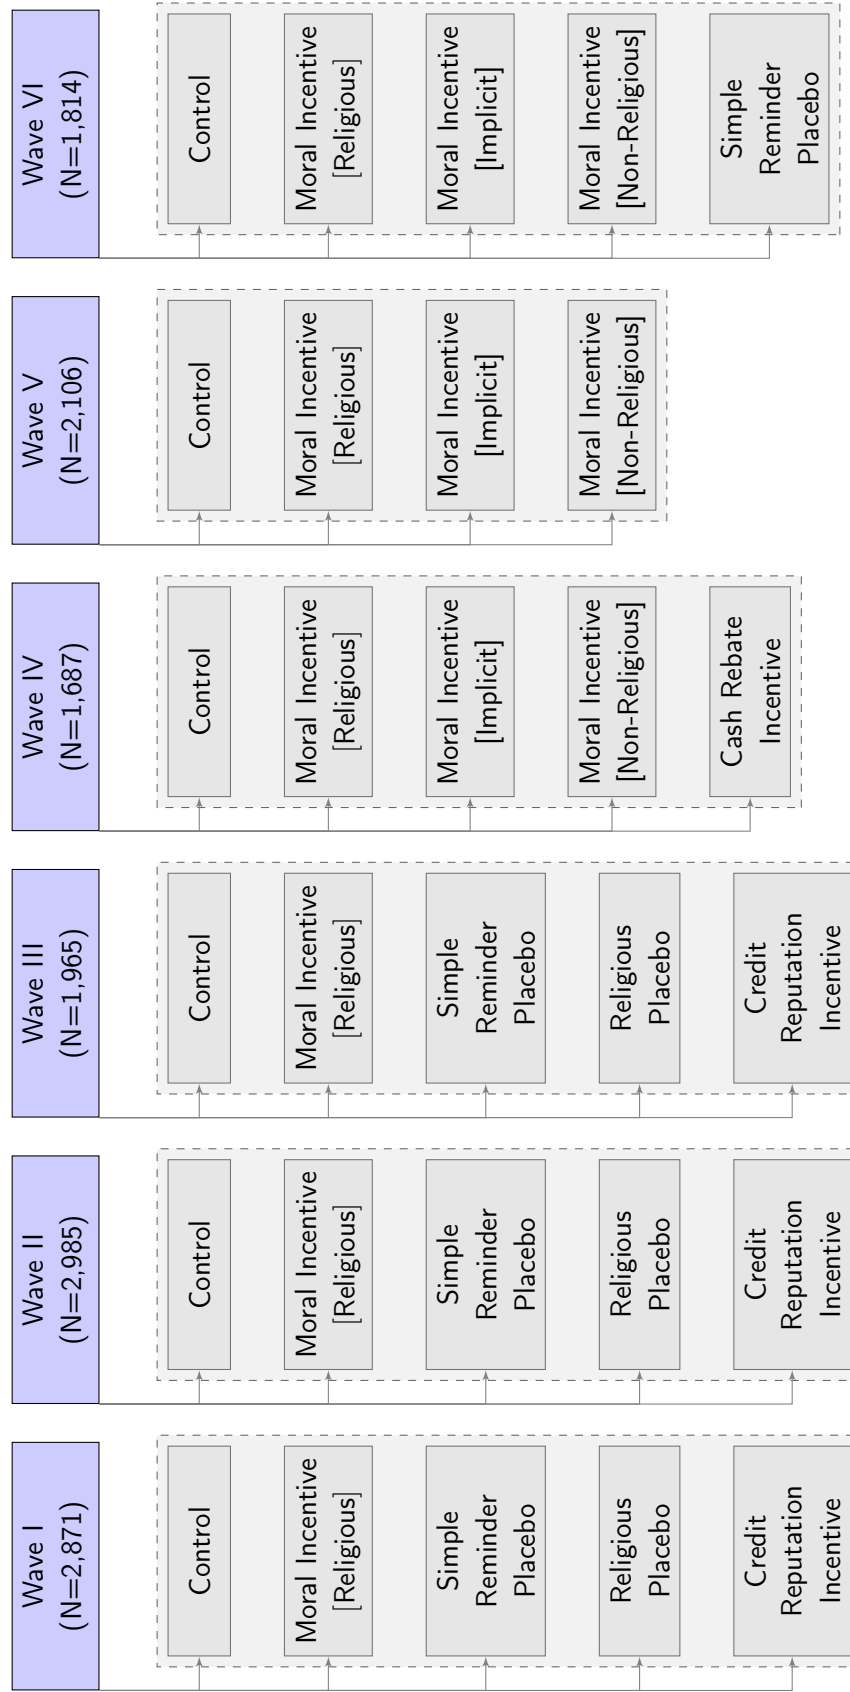 Wave I
(N=2,871)
Control
Moral Incentive
[Religious]
Simple
Reminder
Placebo
Religious
Placebo
Credit
Reputation
Incentive
Wave II
(N=2,985)
Control
Moral Incentive
[Religious]
Simple
Reminder
Placebo
Religious
Placebo
Credit
Reputation
Incentive
Wave III
(N=1,965)
Control
Moral Incentive
[Religious]
Simple
Reminder
Placebo
Religious
Placebo
Credit
Reputation
Incentive
Wave IV
(N=1,687)
Control
Moral Incentive
[Religious]
Moral Incentive
[Implicit]
Moral Incentive
[Non-Religious]
Cash Rebate
Incentive
Wave V
(N=2,106)
Control
Moral Incentive
[Religious]
Moral Incentive
[Implicit]
Moral Incentive
[Non-Religious]
Wave VI
(N=1,814)
Control
Moral Incentive
[Religious]
Moral Incentive
[Implicit]
Moral Incentive
[Non-Religious]
Simple
Reminder
Placebo